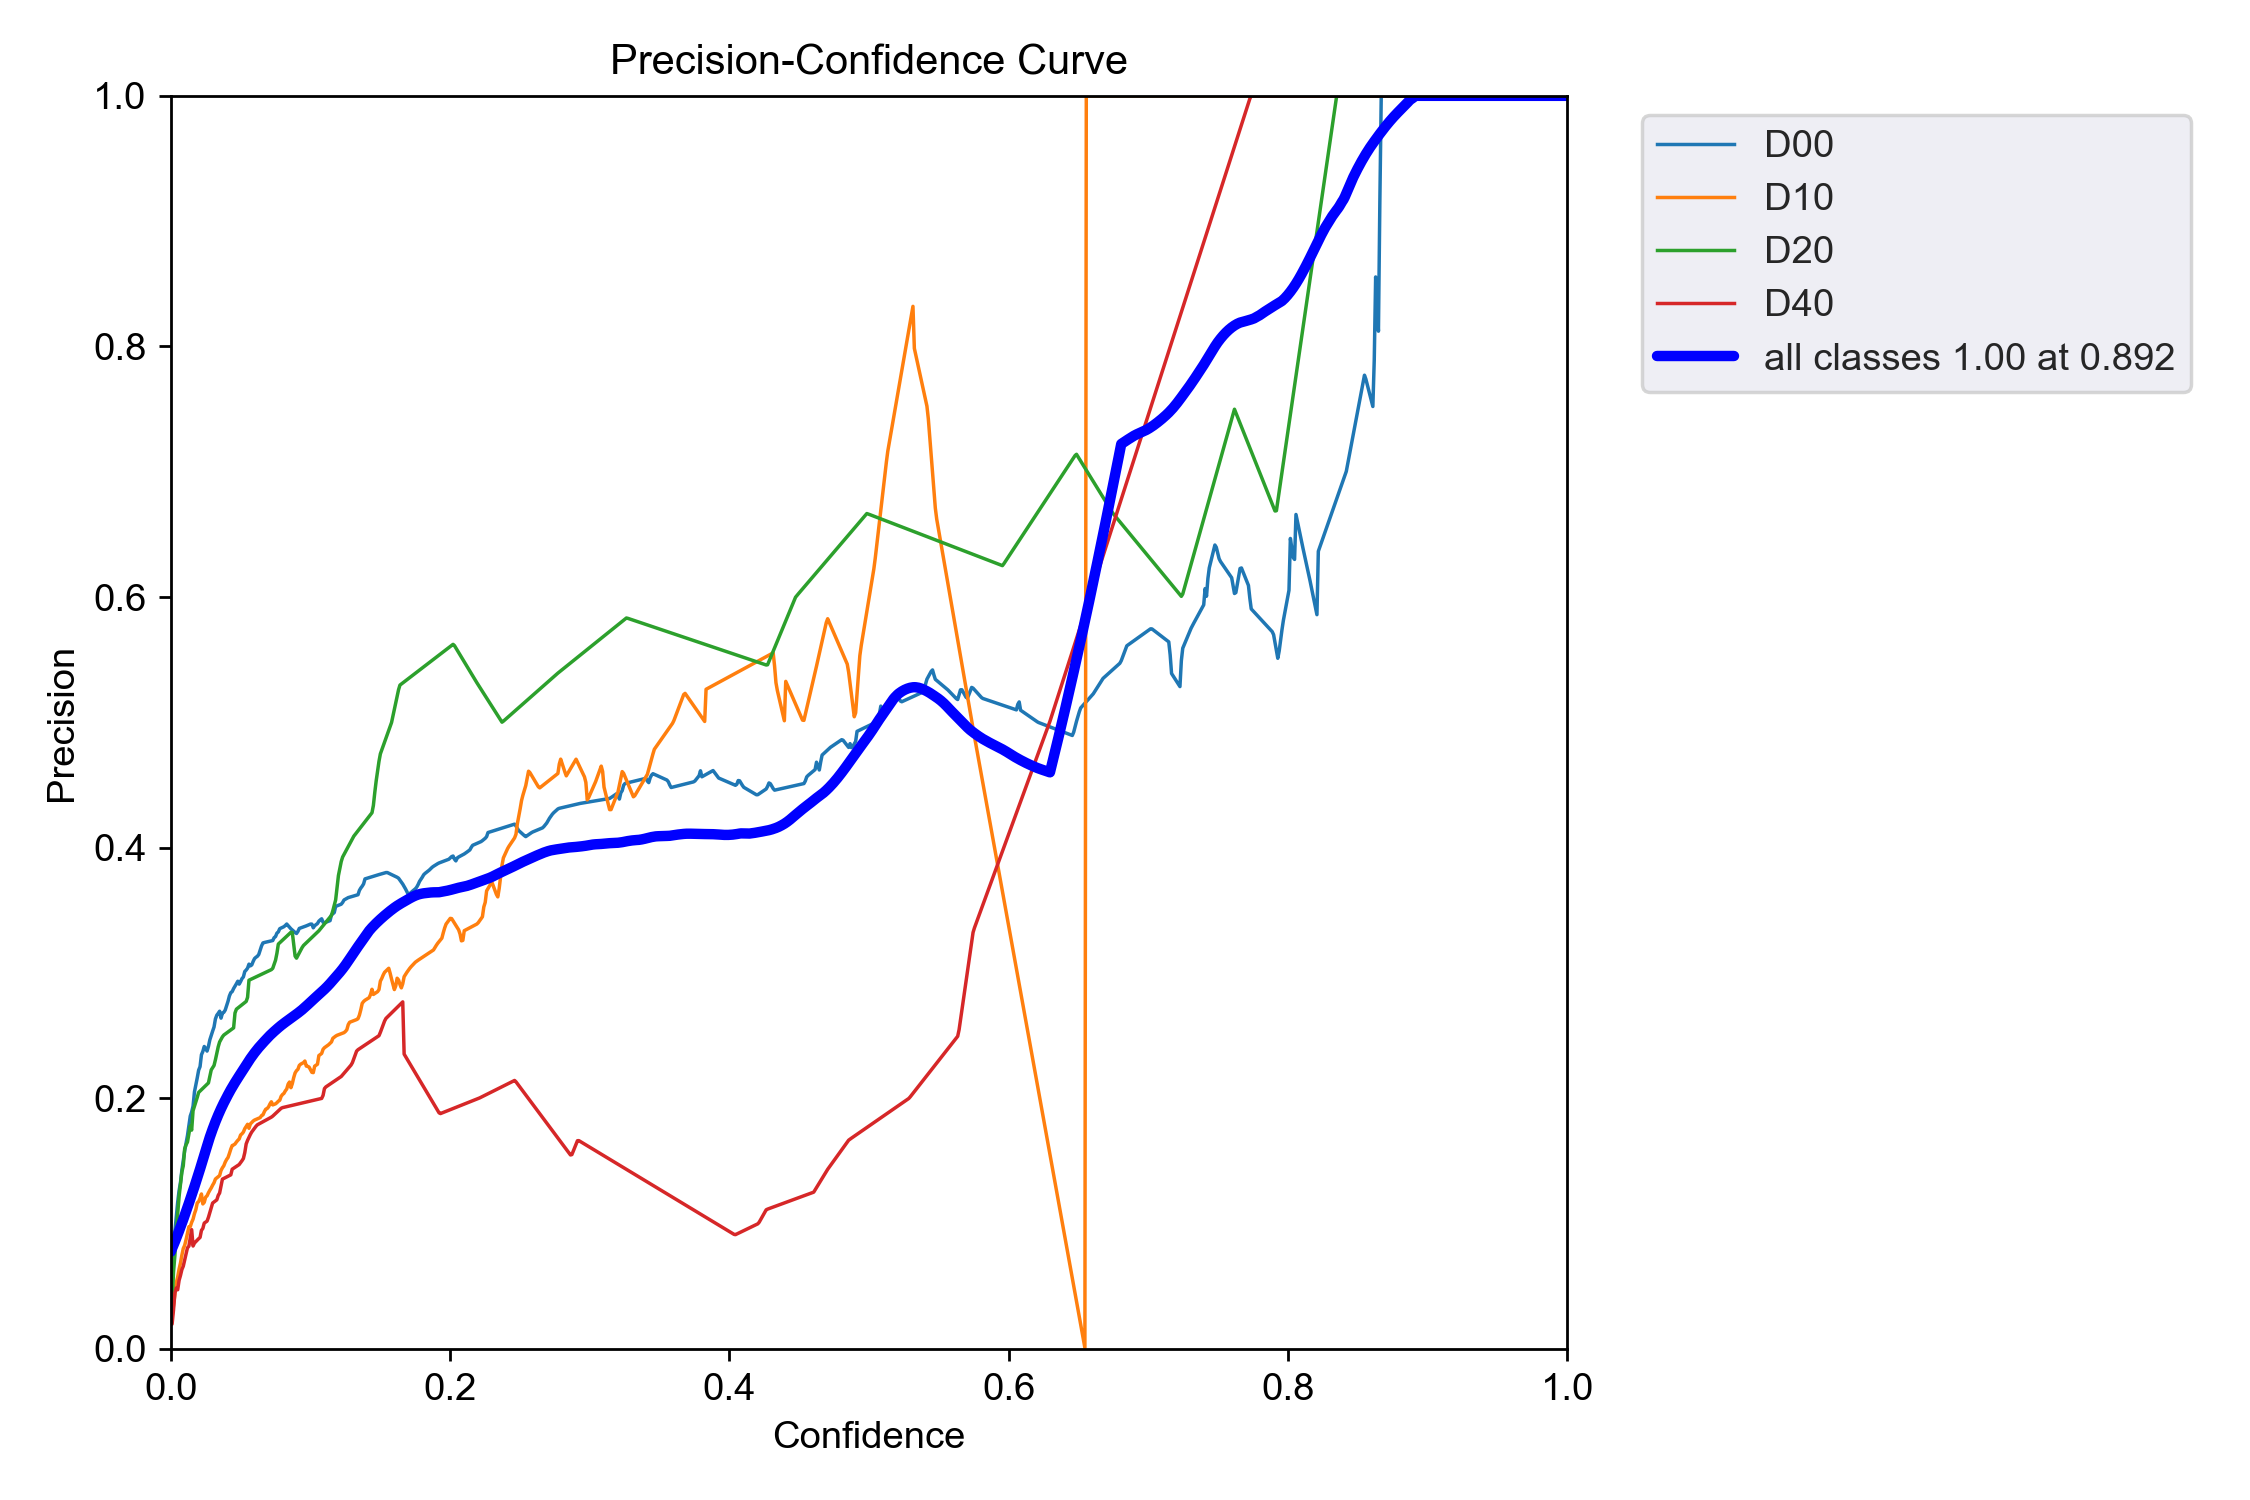 Precision-Confidence Curve
1.0
0.8
0.6
0.4
0.2
0.0
Precision
0.0 0.2 0.4 0.6 0.8 1.0
Confidence
D00
D10
D20
D40
all classes 1.00 at 0.892